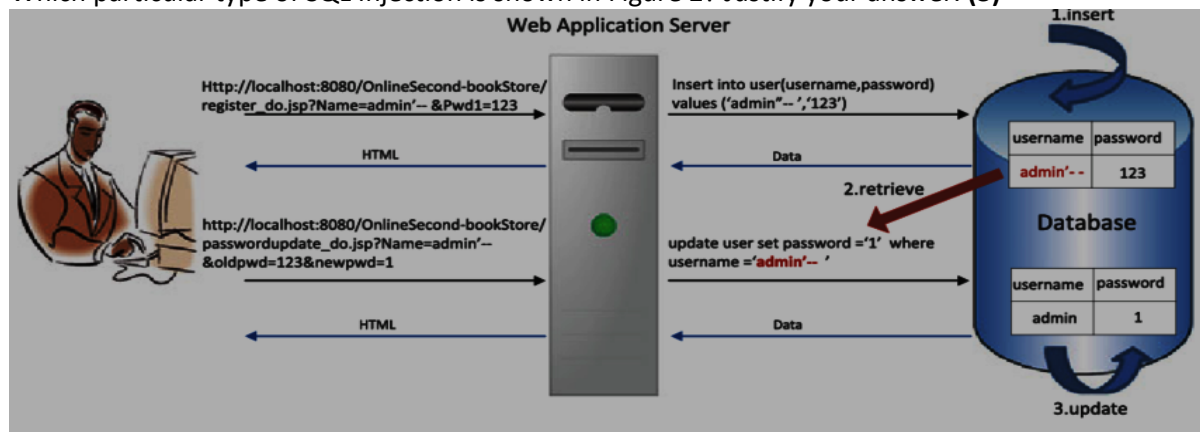 Which particular type of SQL injection is shown in Figure 2? Justify your answer. (5)
Web Application Server
1.insert
Http://localhost:8080/OnlineSecond-bookStore/
register_do.jsp?Name=admin’-- &Pwd1=123
Insert into user(username,password)
values (‘admin’’-- ’,‘123’)
username password
admin’-- 123
HTML
Data
2.retrieve
Database
http://localhost:8080/OnlineSecond-bookStore/
passwordupdate_do.jsp?Name=admin’--
&oldpwd=123&newpwd=1
update user set password =‘1’ where
username =‘admin’-- ’
username password
admin 1
HTML
Data
3.update